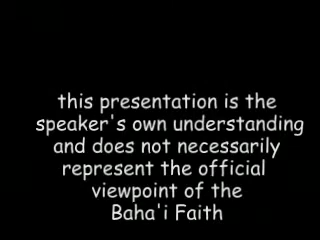 this presentation is the
speaker's own understanding
and does not necessarily
represent the official
viewpoint of the
Baha'i Faith